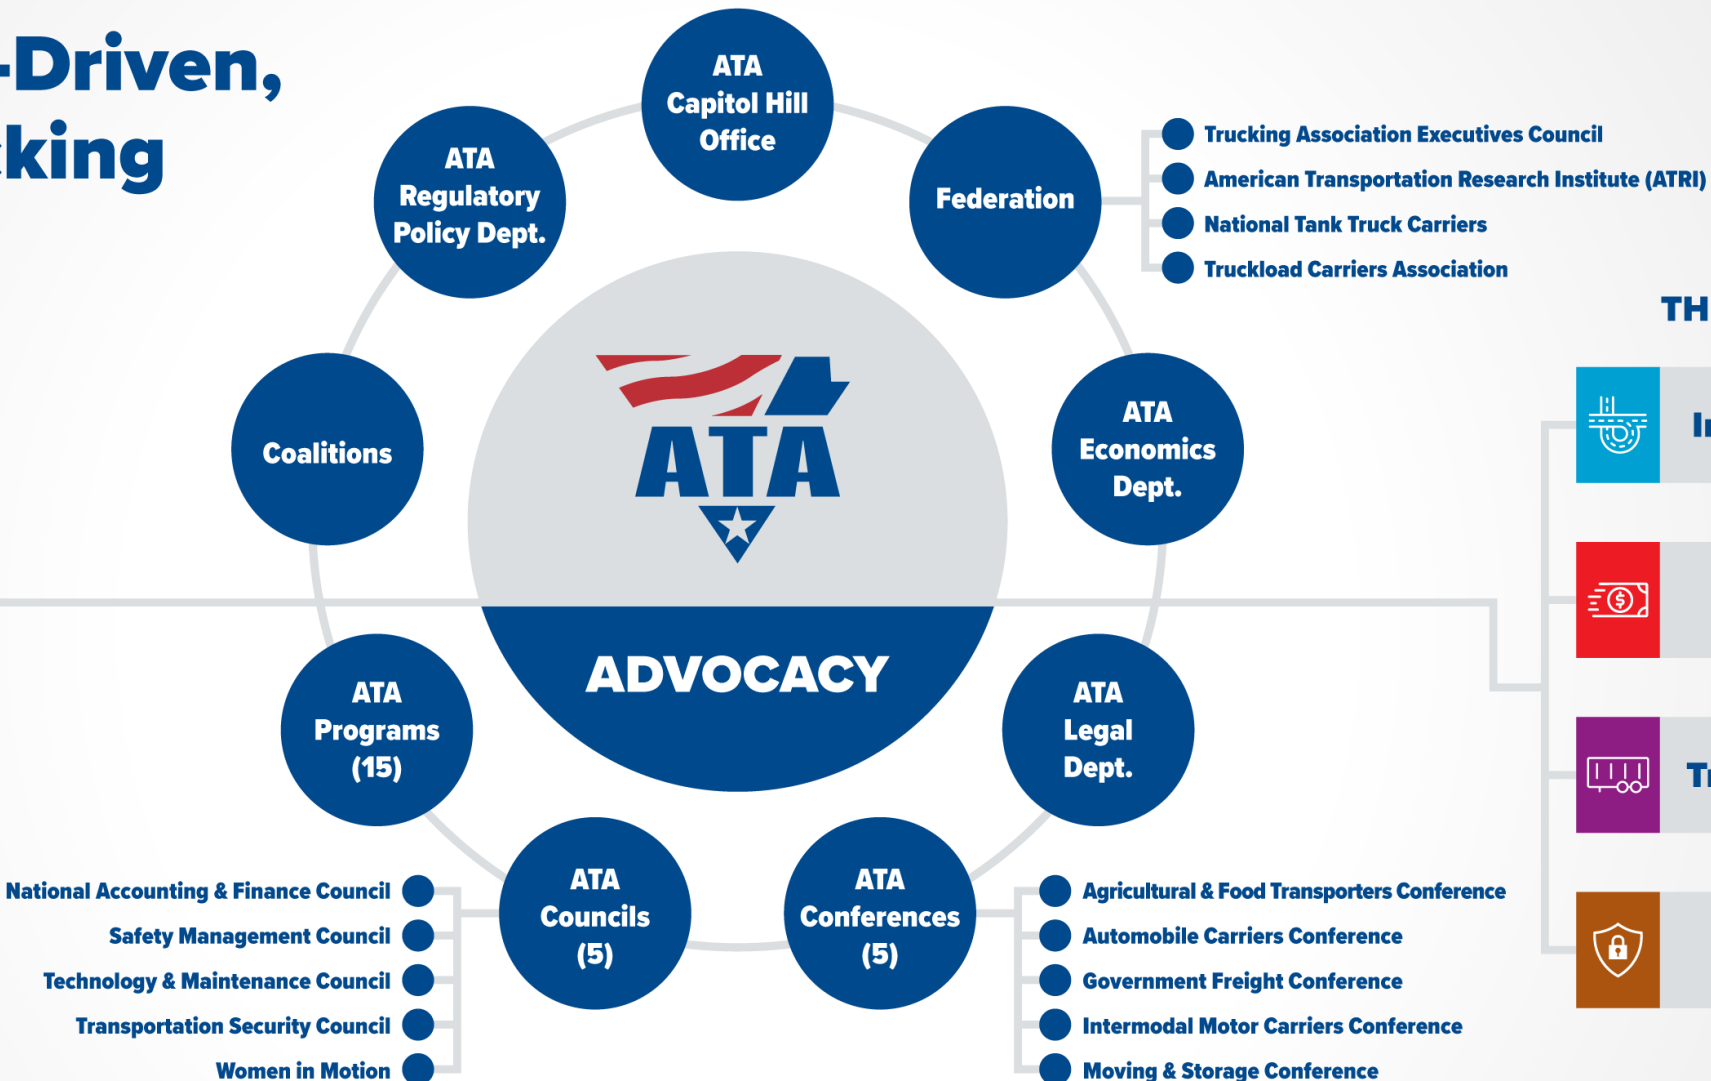 -Driven,
king
ATA
Capitol Hill
Office
ATA
Regulatory
Policy Dept.
Federation
Trucking Association Executives Council
American Transportation Research Institute (ATRI)
National Tank Truck Carriers
Truckload Carriers Association
TH
Coalitions
ATA
ATA
Economics
Dept.
ADVOCACY
ATA
Programs
(15)
ATA
Legal
Dept.
ATA
Councils
(5)
National Accounting & Finance Council
Safety Management Council
Technology & Maintenance Council
Transportation Security Council
Women in Motion
ATA
Conferences
(5)
Agricultural & Food Transporters Conference
Automobile Carriers Conference
Government Freight Conference
Intermodal Motor Carriers Conference
Moving & Storage Conference